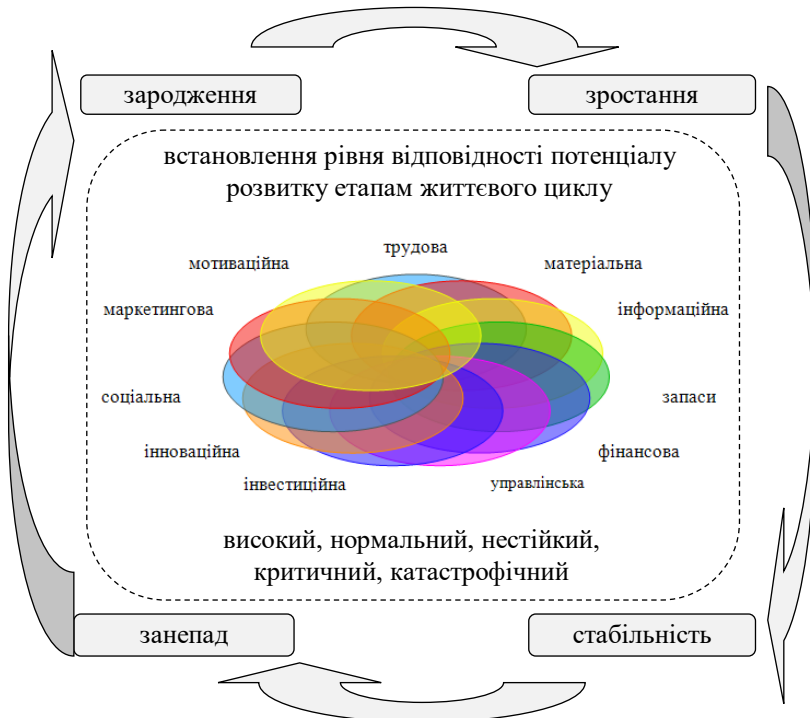 зародження
зростання
встановлення рівня відповідності потенціалу
розвитку етапам життєвого циклу
трудова
мотиваційна
матеріальна
маркетингова
інформаційна
соціальна
запаси
інноваційна
фінансова
інвестиційна
управлінська
високий, нормальний, нестійкий,
критичний, катастрофічний
занепад
стабільність